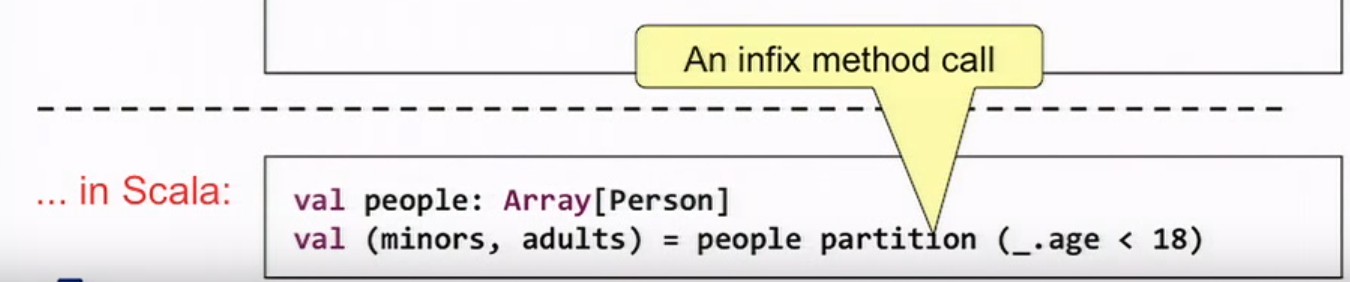 An infix method call
... in Scala:
val people: Array[Person]
val (minors, adults) = people partition (_.age < 18)